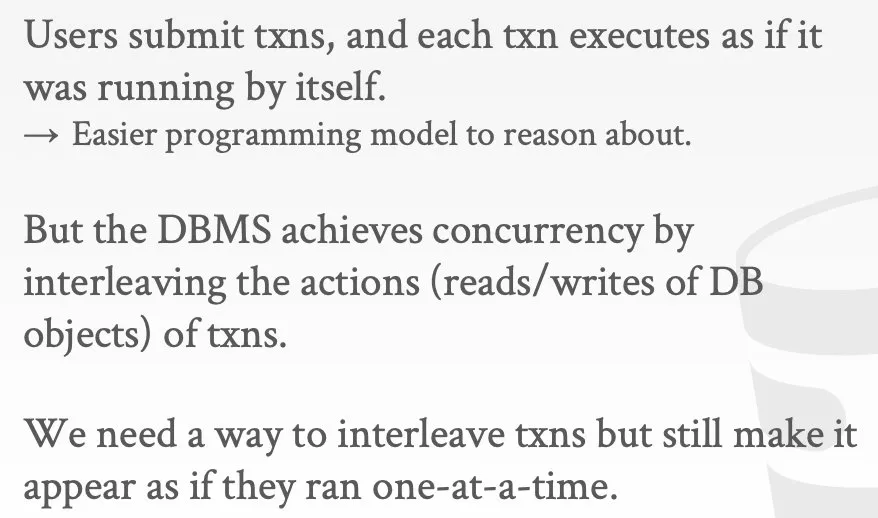 Users submit txns, and each txn executes as if it
was running by itself.
→ Easier programming model to reason about.
But the DBMS achieves concurrency by
interleaving the actions (reads/writes of DB
objects) of txns.
We need a way to interleave txns but still make it
appear as if they ran one-at-a-time.